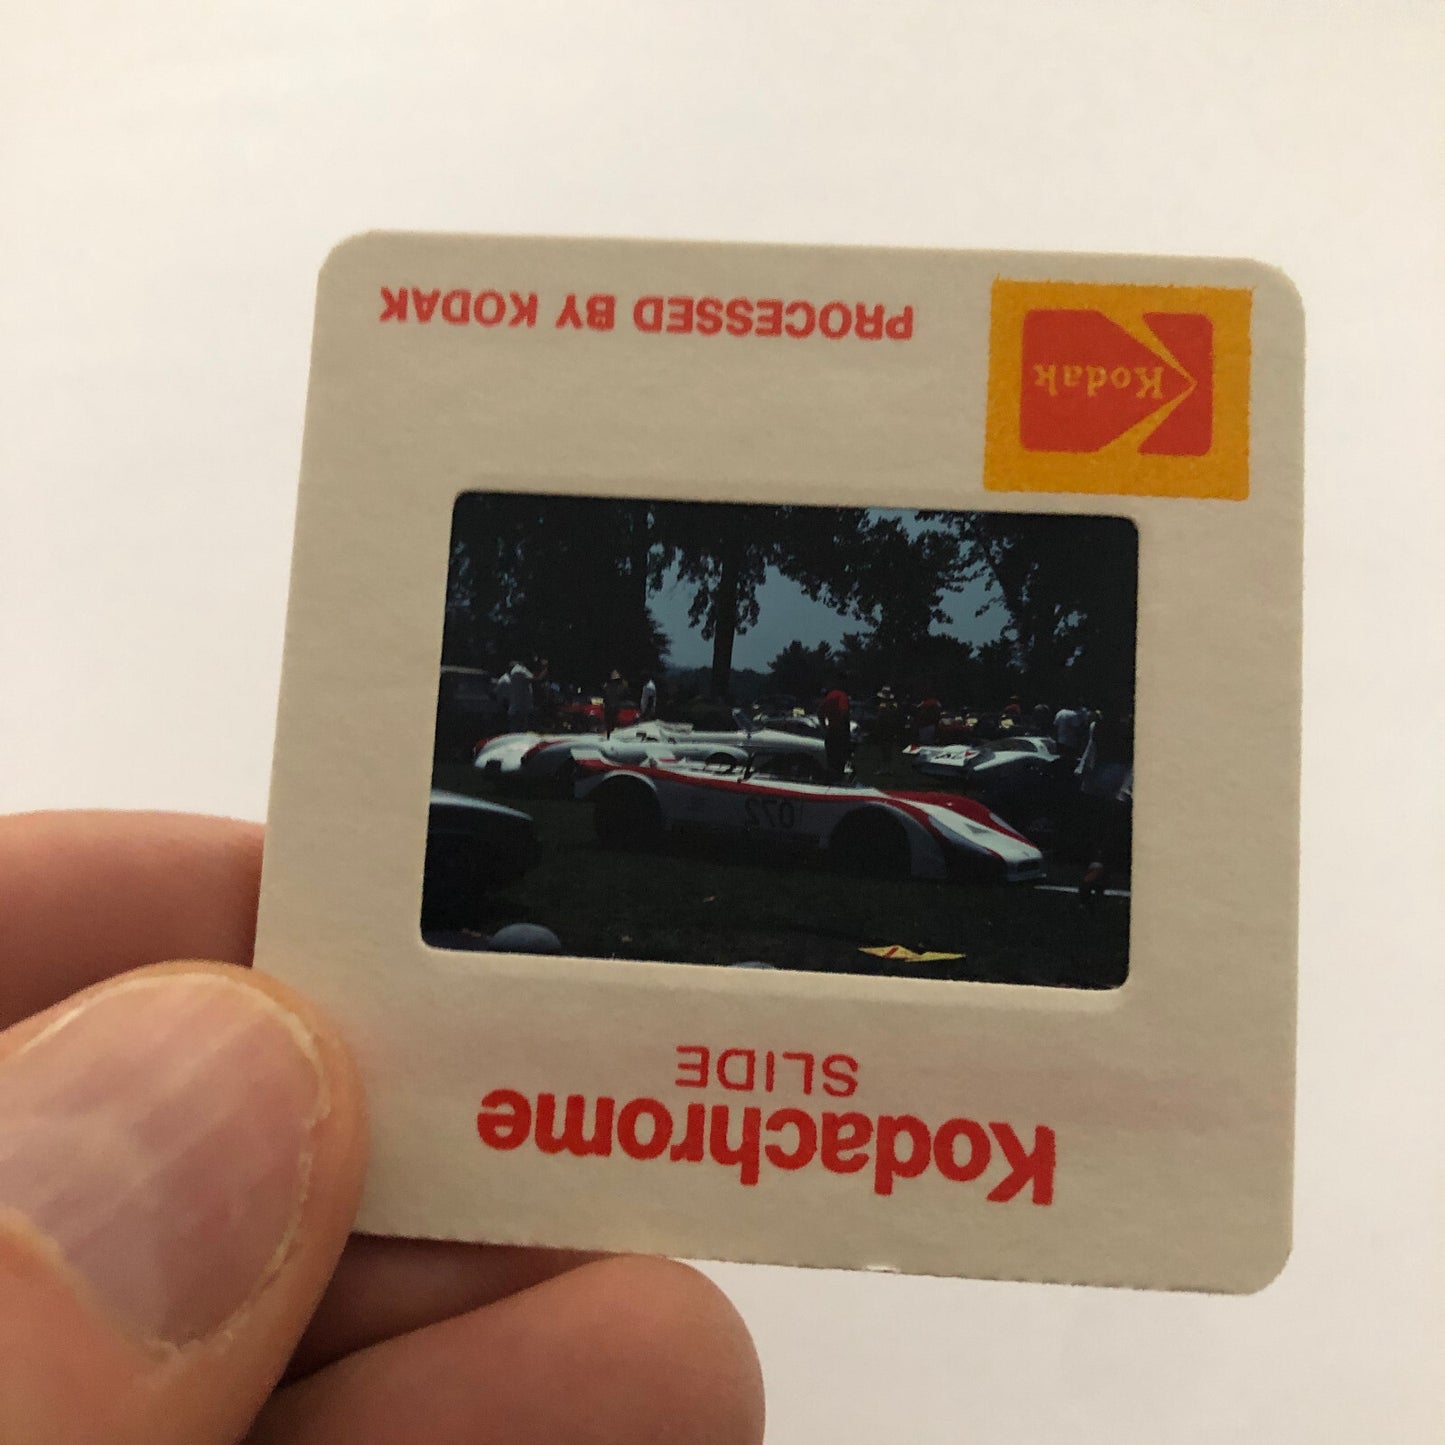 Kodachrome
SLIDE
Kodak
PROCESSED BY KODAK